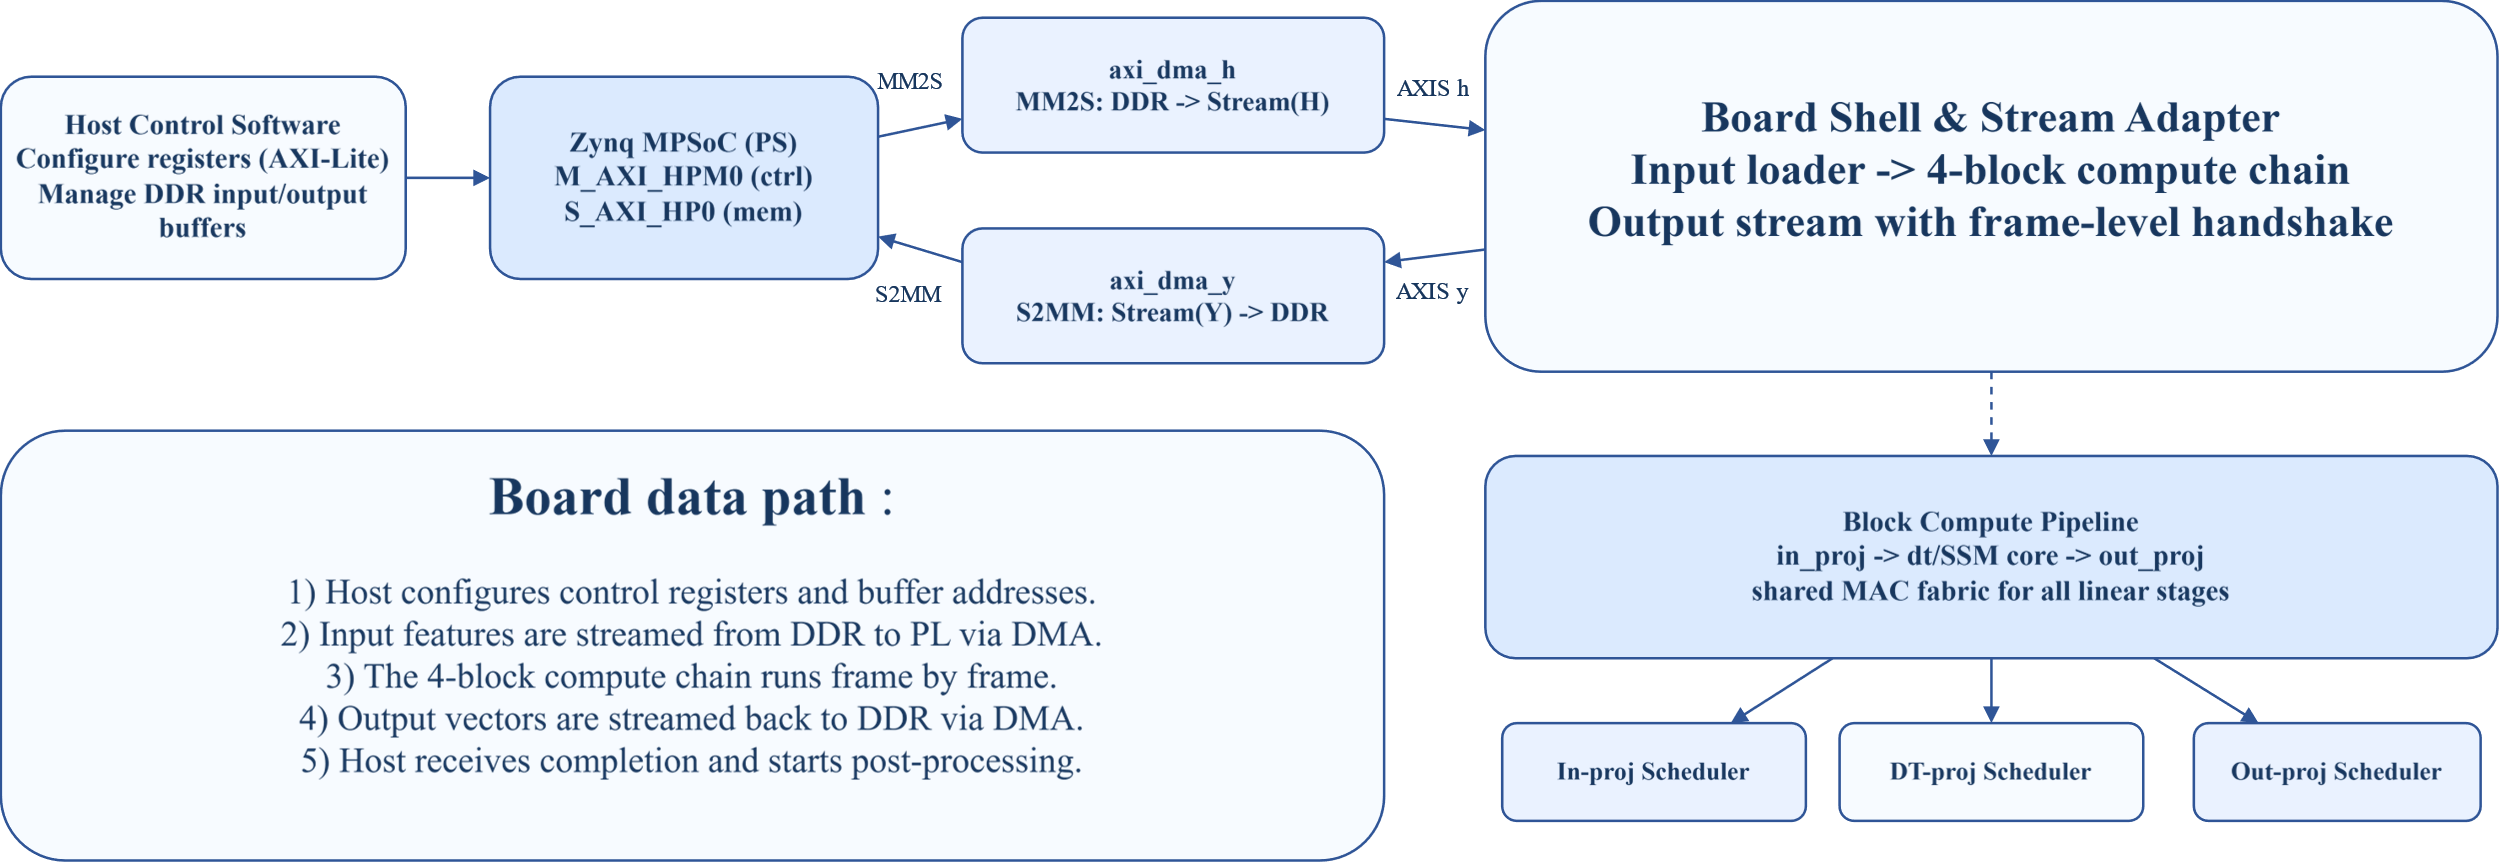 Host Control Software
Configure registers (AXI-Lite)
Manage DDR input/output
buffers
Zynq MPSoC (PS)
M_AXI_HPM0 (ctrl)
S_AXI_HP0 (mem)
MM2S
S2MM
axi_dma_h
MM2S: DDR -> Stream(H)
axi_dma_y
S2MM: Stream(Y) -> DDR
AXIS h
AXIS y
Board Shell & Stream Adapter
Input loader -> 4-block compute chain
Output stream with frame-level handshake
Board data path :
1) Host configures control registers and buffer addresses.
2) Input features are streamed from DDR to PL via DMA.
3) The 4-block compute chain runs frame by frame.
4) Output vectors are streamed back to DDR via DMA.
5) Host receives completion and starts post-processing.
Block Compute Pipeline
in_proj -> dt/SSM core -> out_proj
shared MAC fabric for all linear stages
In-proj Scheduler
DT-proj Scheduler
Out-proj Scheduler